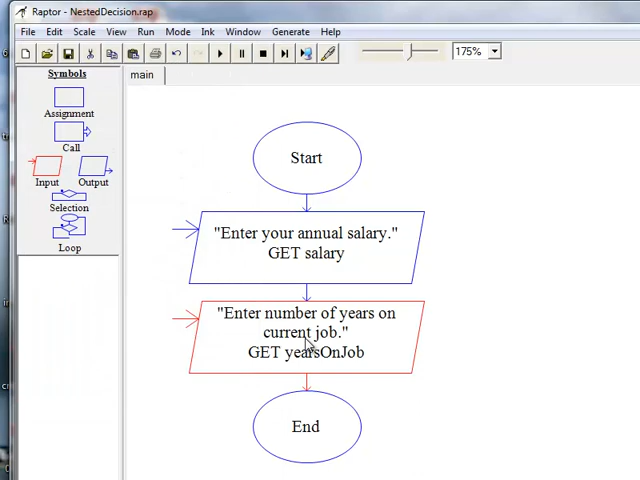 Raptor - NestedDecision.rap
File Edit Scale View Run Mode Ink Window Generate Help
175%
Symbols
main
Assignment
Call
Input Output
Selection
Loop
Start
"Enter your annual salary."
GET salary
"Enter number of years on
current job."
GET yearsOnJob
End